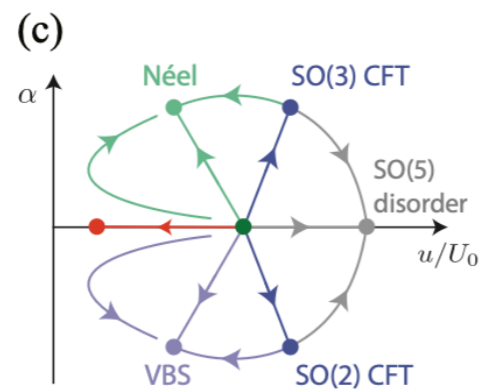 (c)
Néel
SO(3) CFT
α
SO(5)
disorder
u/U₀
VBS
SO(2) CFT